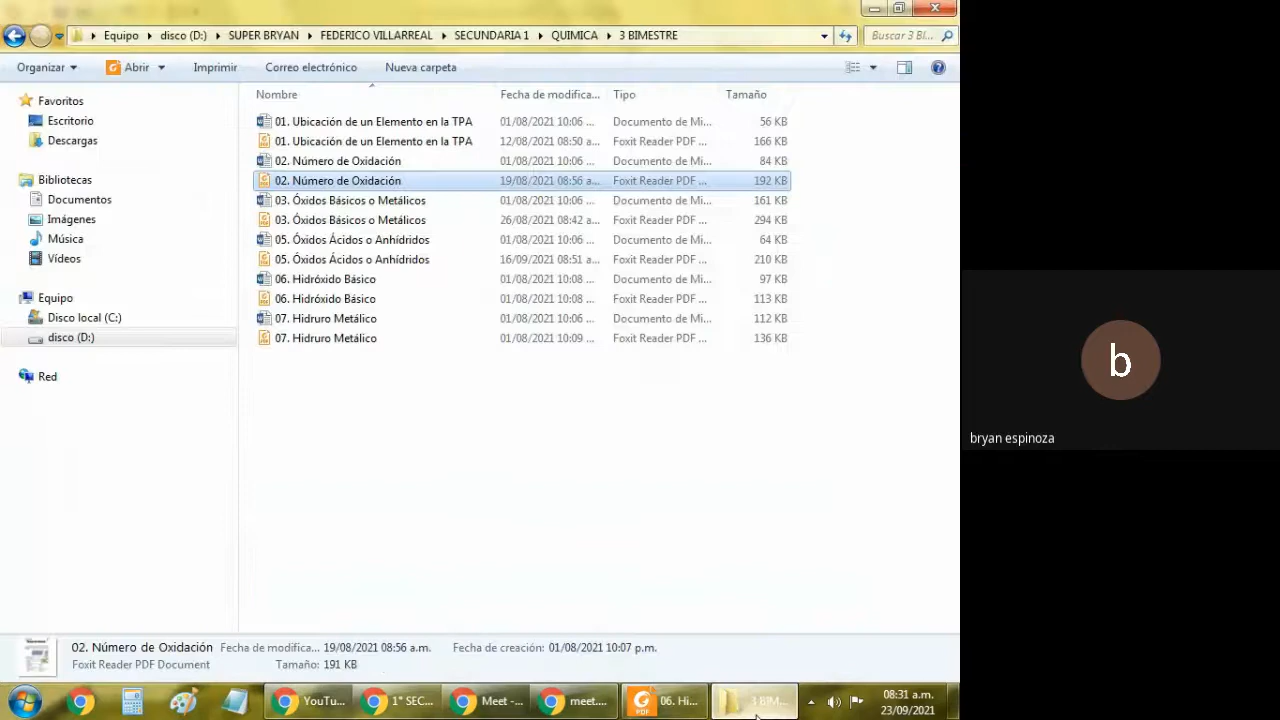 Equipo disco (D:) SUPER BRYAN FEDERICO VILLARREAL SECUNDARIA 1 QUIMICA 3 BIMESTRE Buscar 3 BI...
Organizar Abrir Imprimir Correo electrónico Nueva carpeta
Nombre Fecha de modifica... Tipo Tamaño
Favoritos
Escritorio
Descargas
Bibliotecas
Documentos
Imágenes
Música
Vídeos
Equipo
Disco local (C:)
disco (D:)
Red
01. Ubicación de un Elemento en la TPA 01/08/2021 10:06 ... Documento de Mi... 56 KB
01. Ubicación de un Elemento en la TPA 12/08/2021 08:50 a... Foxit Reader PDF ... 166 KB
02. Número de Oxidación 01/08/2021 10:06 ... Documento de Mi... 84 KB
02. Número de Oxidación 19/08/2021 08:56 a... Foxit Reader PDF ... 192 KB
03. Óxidos Básicos o Metálicos 01/08/2021 10:06 ... Documento de Mi... 161 KB
03. Óxidos Básicos o Metálicos 26/08/2021 08:42 a... Foxit Reader PDF ... 294 KB
05. Óxidos Ácidos o Anhídridos 01/08/2021 10:06 ... Documento de Mi... 64 KB
05. Óxidos Ácidos o Anhídridos 16/09/2021 08:51 a... Foxit Reader PDF ... 210 KB
06. Hidróxido Básico 01/08/2021 10:08 ... Documento de Mi... 97 KB
06. Hidróxido Básico 01/08/2021 10:08 ... Foxit Reader PDF ... 113 KB
07. Hidruro Metálico 01/08/2021 10:06 ... Documento de Mi... 112 KB
07. Hidruro Metálico 01/08/2021 10:09 ... Foxit Reader PDF ... 136 KB
b
bryan espinoza
02. Número de Oxidación Fecha de modifica... 19/08/2021 08:56 a.m. Fecha de creación: 01/08/2021 10:07 p.m.
Foxit Reader PDF Document Tamaño: 191 KB
YouTu... 1° SEC... Meet -... meet.... 06. Hi... 3 BIM... 08:31 a.m.
23/09/2021